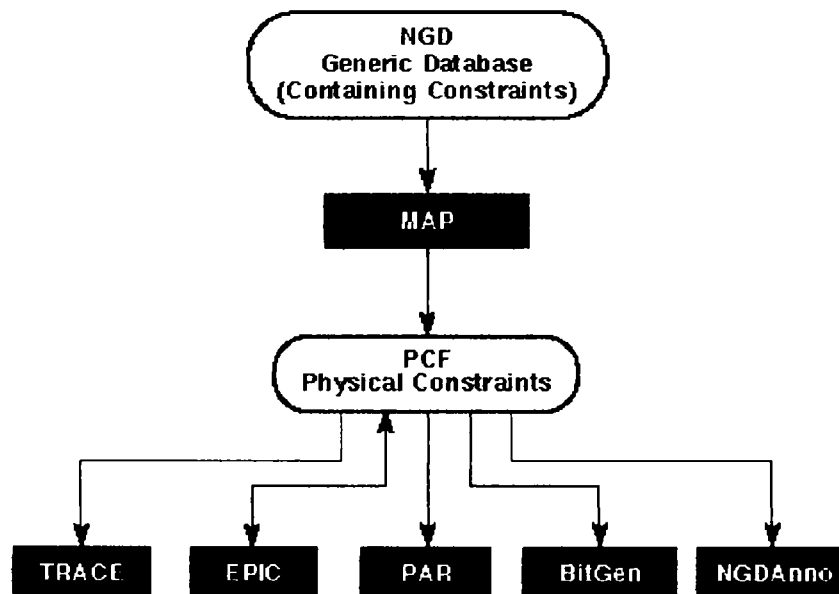 NGD
Generic Database
(Containing Constraints)
MAP
PCF
Physical Constraints
TRACE
EPIC
PAR
BitGen
NGDAnno